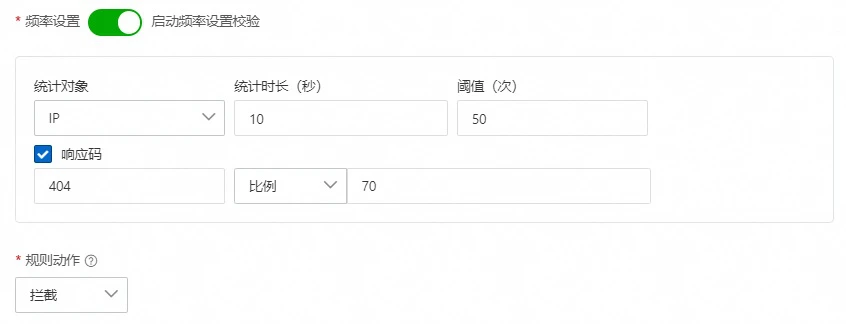 * 频率设置 启动频率设置校验
统计对象 统计时长（秒） 阈值（次）
IP 10 50
响应码
404 比例 70
* 规则动作 ?
拦截